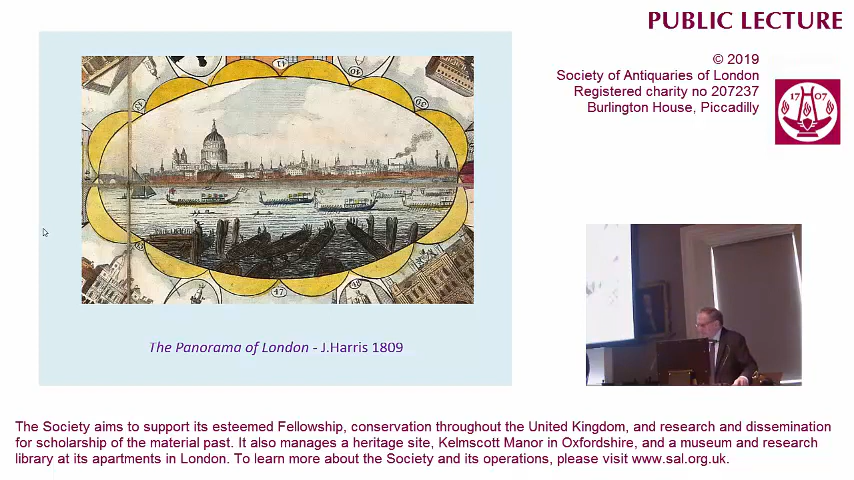 PUBLIC LECTURE
© 2019
Society of Antiquaries of London
Registered charity no 207237
Burlington House, Piccadilly
1707
47
The Panorama of London - J.Harris 1809
The Society aims to support its esteemed Fellowship, conservation throughout the United Kingdom, and research and dissemination
for scholarship of the material past. It also manages a heritage site, Kelmscott Manor in Oxfordshire, and a museum and research
library at its apartments in London. To learn more about the Society and its operations, please visit www.sal.org.uk.